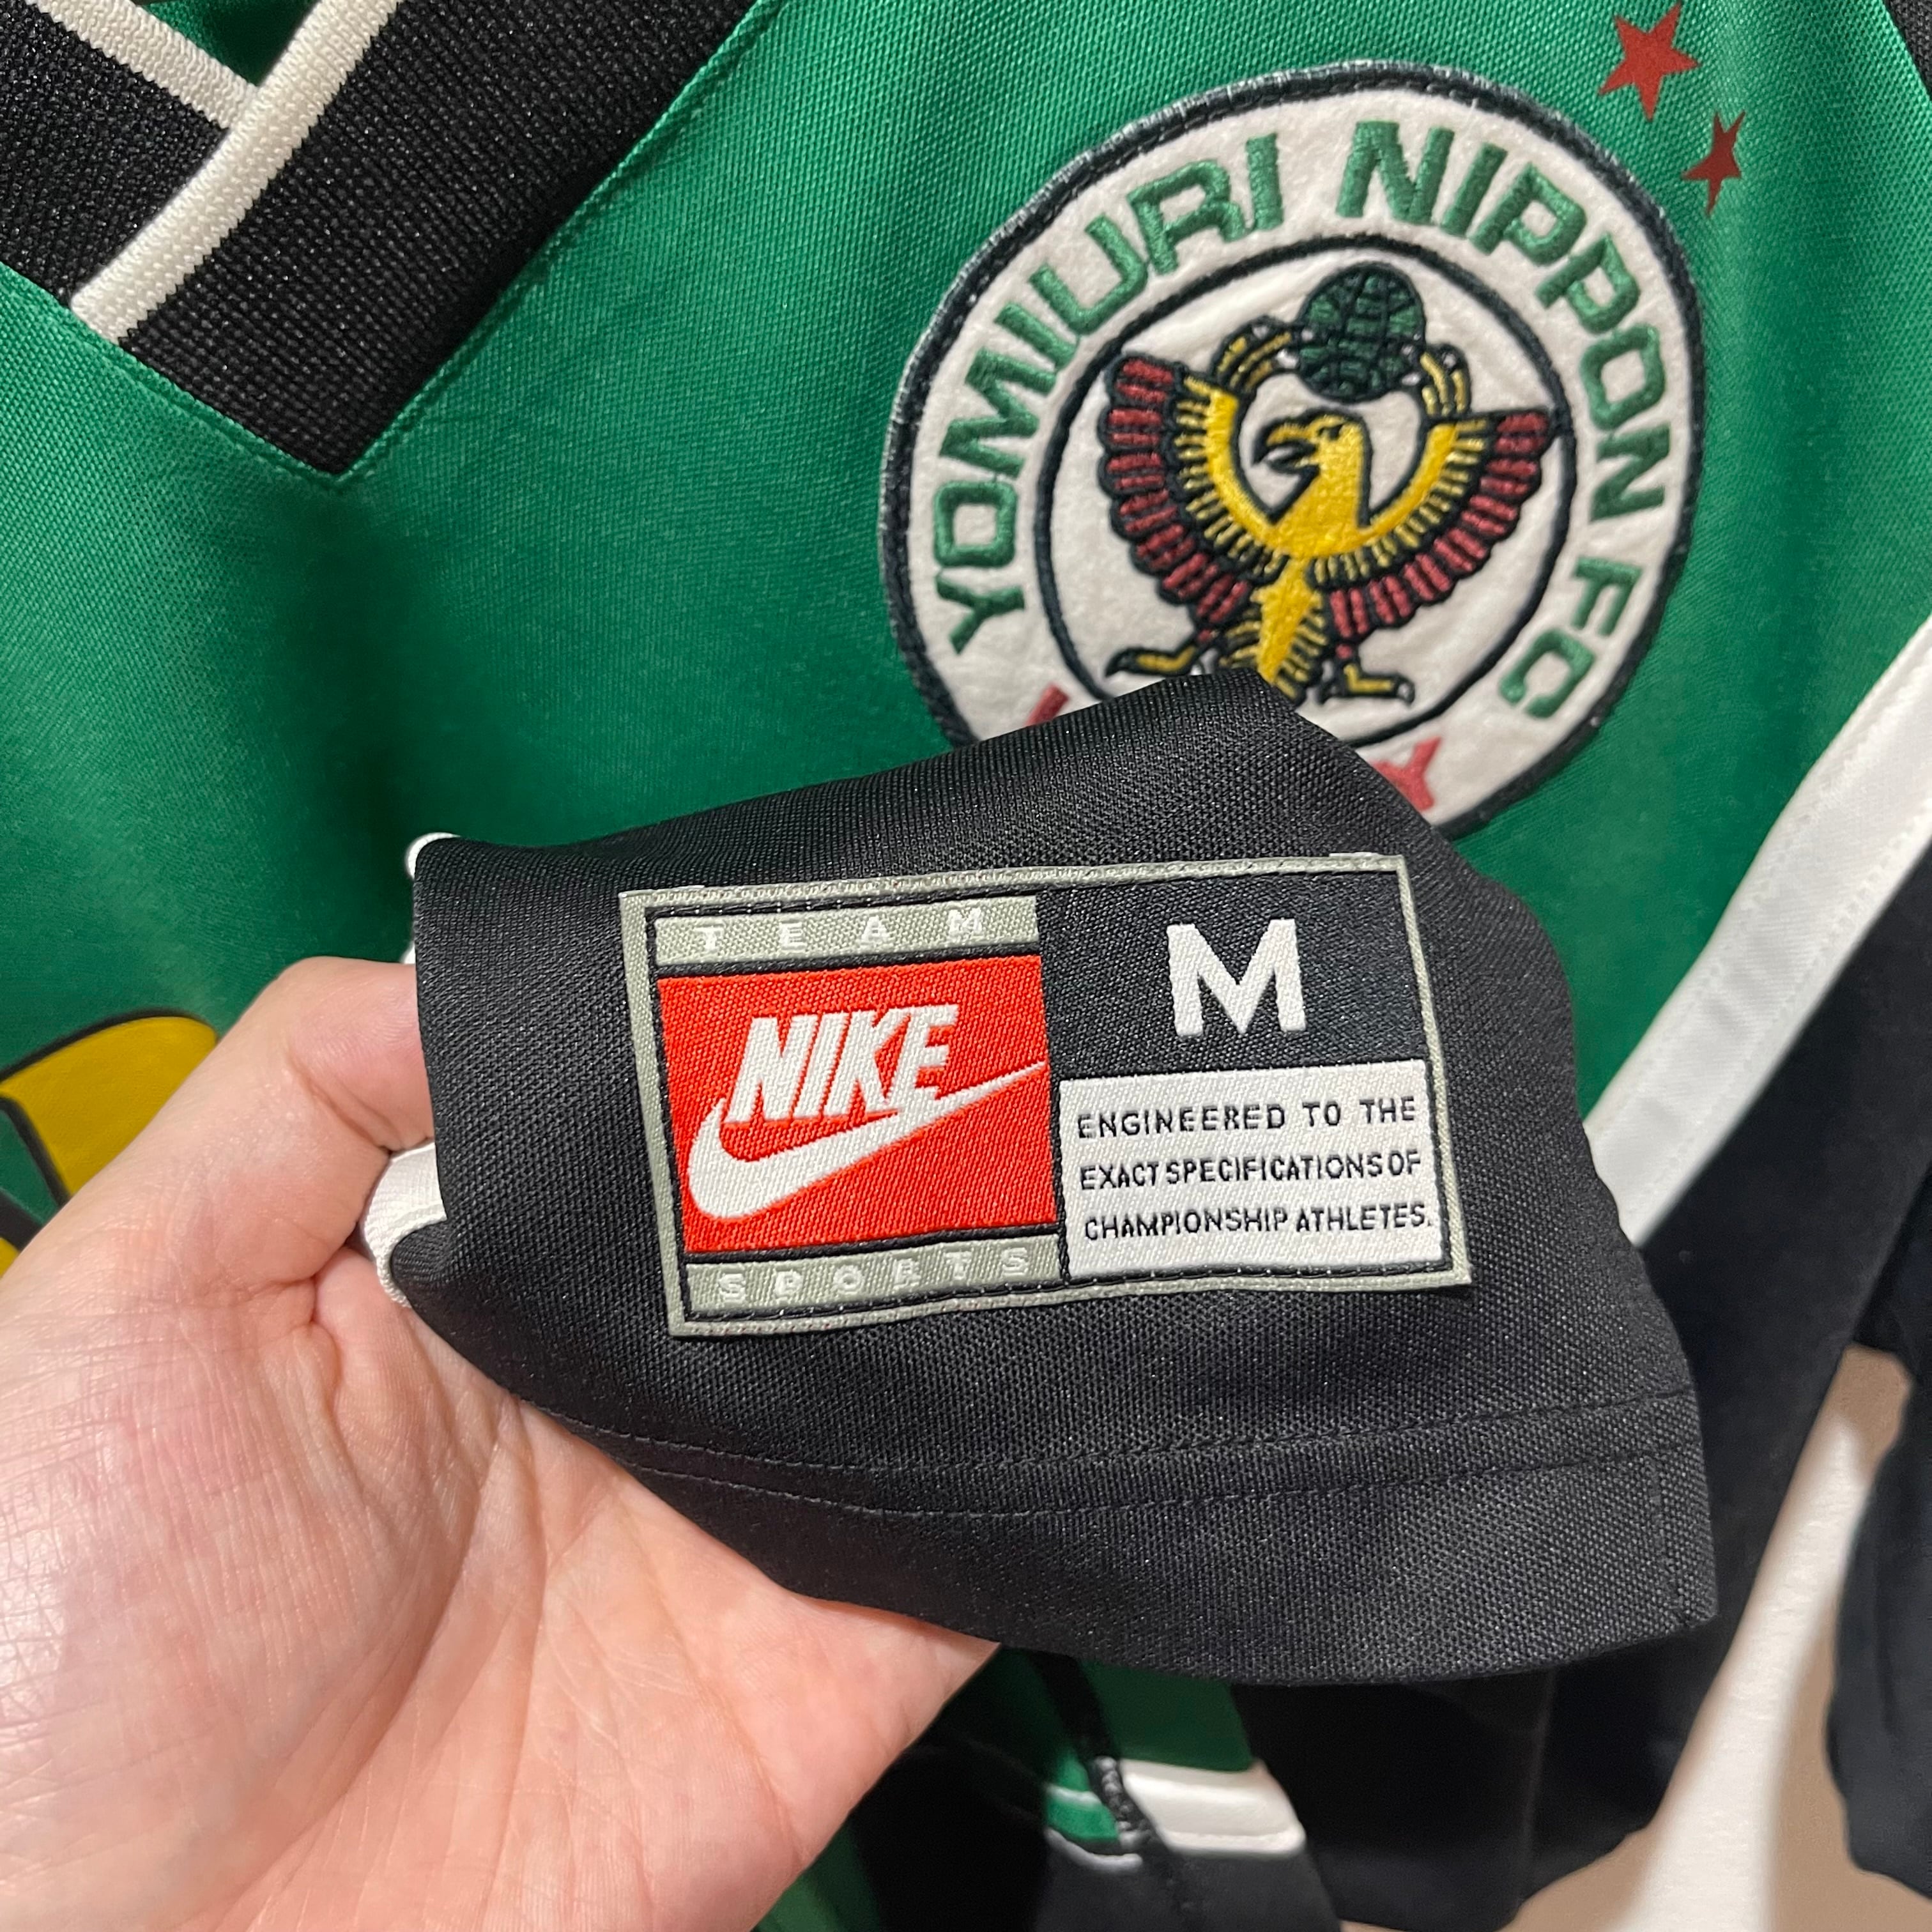 YOMIURI NIPPON FC
TEAM
NIKE
SPORTS
M
ENGINEERED TO THE
EXACT SPECIFICATIONS OF
CHAMPIONSHIP ATHLETES.